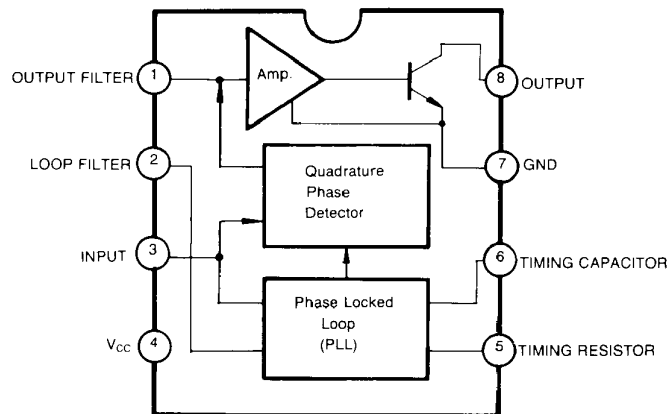 1
Amp.
8
OUTPUT FILTER
OUTPUT
2
7
LOOP FILTER
GND
Quadrature
Phase
Detector
3
6
INPUT
TIMING CAPACITOR
Phase Locked
Loop
(PLL)
4
5
VCC
TIMING RESISTOR